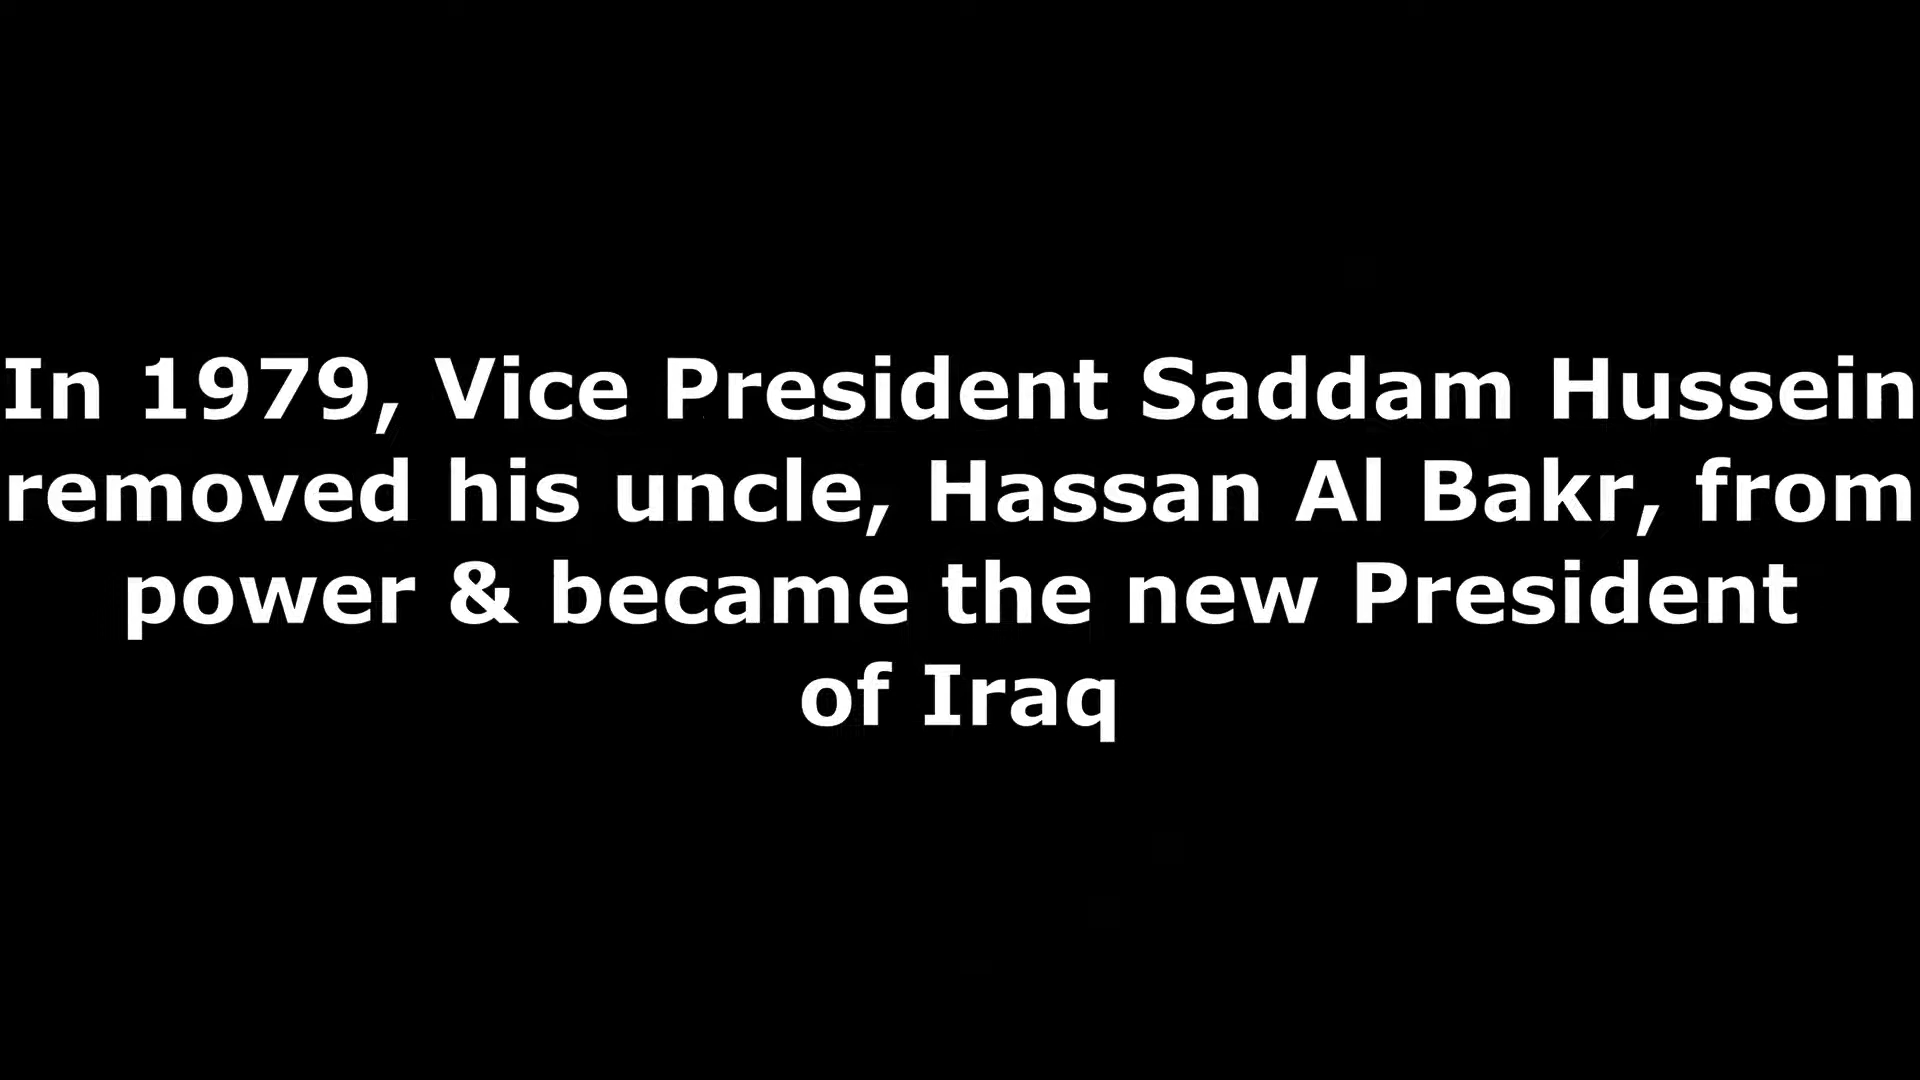 In 1979, Vice President Saddam Hussein
removed his uncle, Hassan Al Bakr, from
power & became the new President
of Iraq